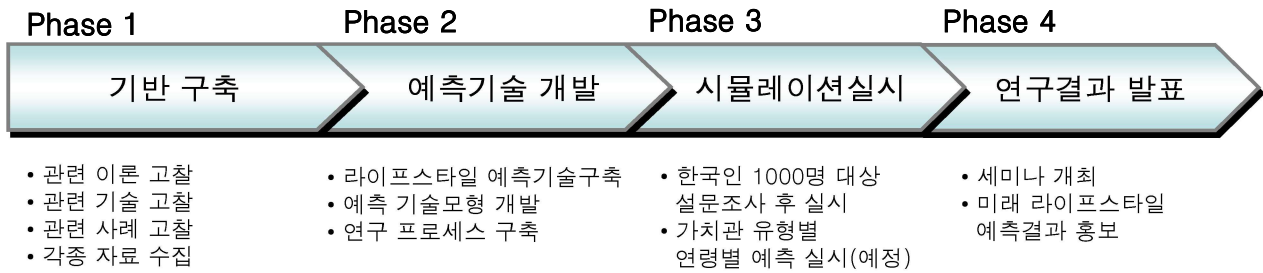 Phase 1
기반 구축
• 관련 이론 고찰
• 관련 기술 고찰
• 관련 사례 고찰
• 각종 자료 수집
Phase 2
예측기술 개발
• 라이프스타일 예측기술구축
• 예측 기술모형 개발
• 연구 프로세스 구축
Phase 3
시뮬레이션실시
• 한국인 1000명 대상
설문조사 후 실시
• 가치관 유형별
연령별 예측 실시(예정)
Phase 4
연구결과 발표
• 세미나 개최
• 미래 라이프스타일
예측결과 홍보